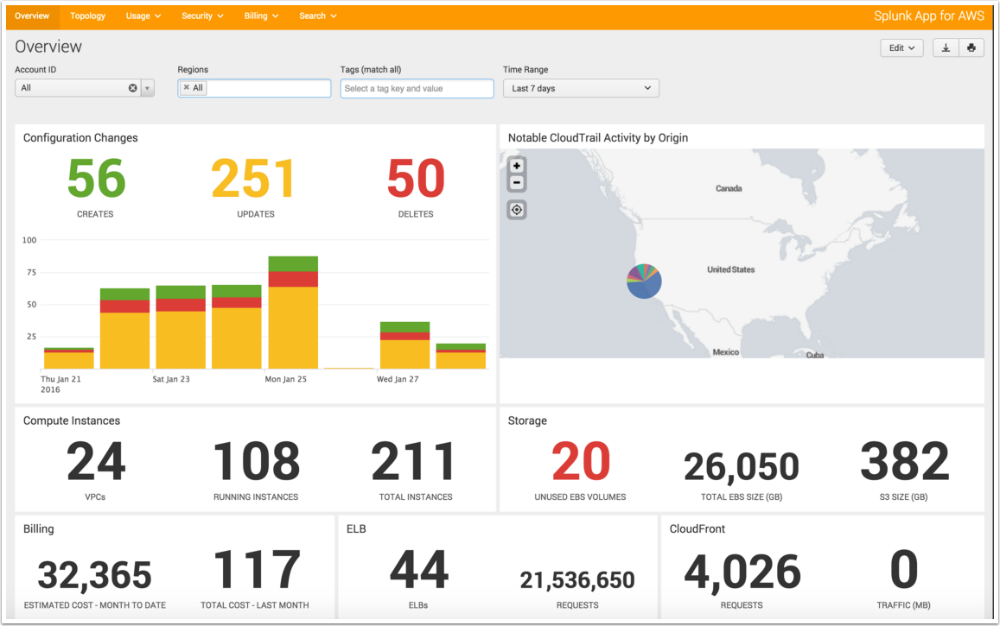 Overview Topology Usage Security Billing Search Splunk App for AWS
Overview
Edit
Account ID Regions Tags (match all) Time Range
All All Select a tag key and value Last 7 days
Configuration Changes
56 251 50
CREATES UPDATES DELETES
100
75
50
25
Thu Jan 21 Sat Jan 23 Mon Jan 25 Wed Jan 27
2016
Notable CloudTrail Activity by Origin
+
−
Canada
United States
Mexico
Cuba
Compute Instances
24 108 211
VPCs RUNNING INSTANCES TOTAL INSTANCES
Storage
20 26,050 382
UNUSED EBS VOLUMES TOTAL EBS SIZE (GB) S3 SIZE (GB)
Billing
32,365 117
ESTIMATED COST - MONTH TO DATE TOTAL COST - LAST MONTH
ELB
44 21,536,650
ELBs REQUESTS
CloudFront
4,026 0
REQUESTS TRAFFIC (MB)